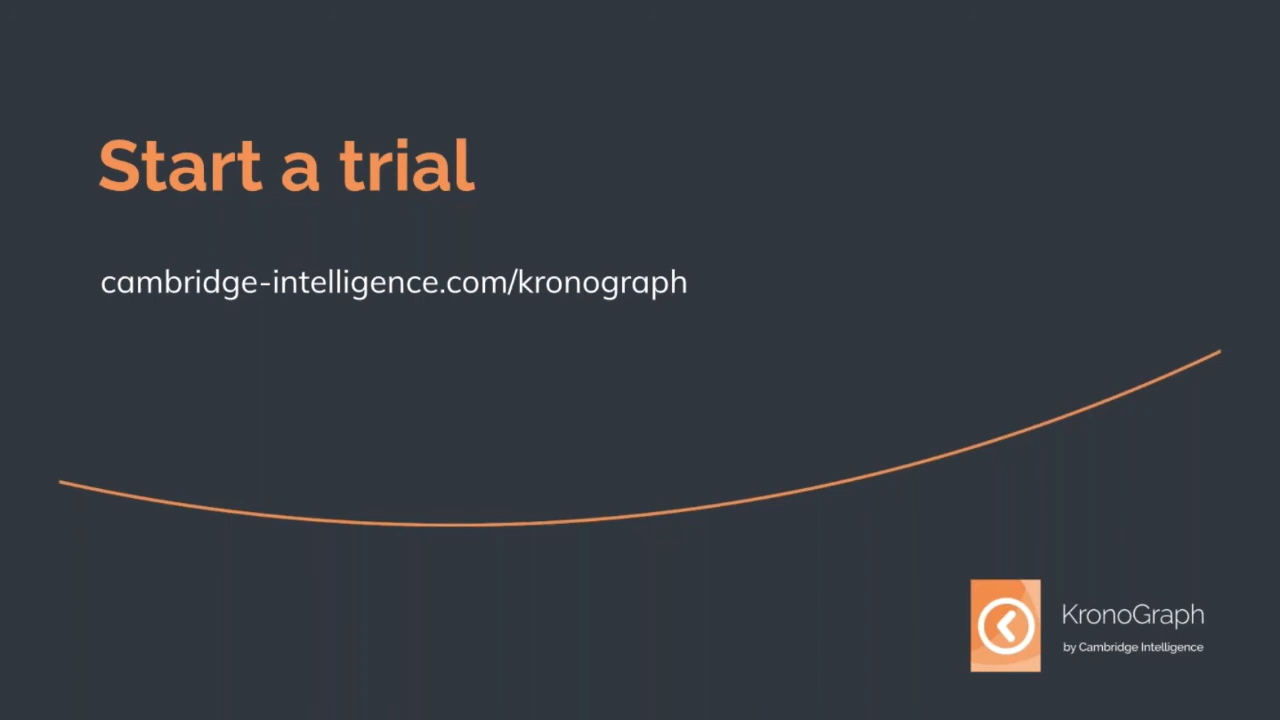 Start a trial
cambridge-intelligence.com/kronograph
KronoGraph
by Cambridge Intelligence